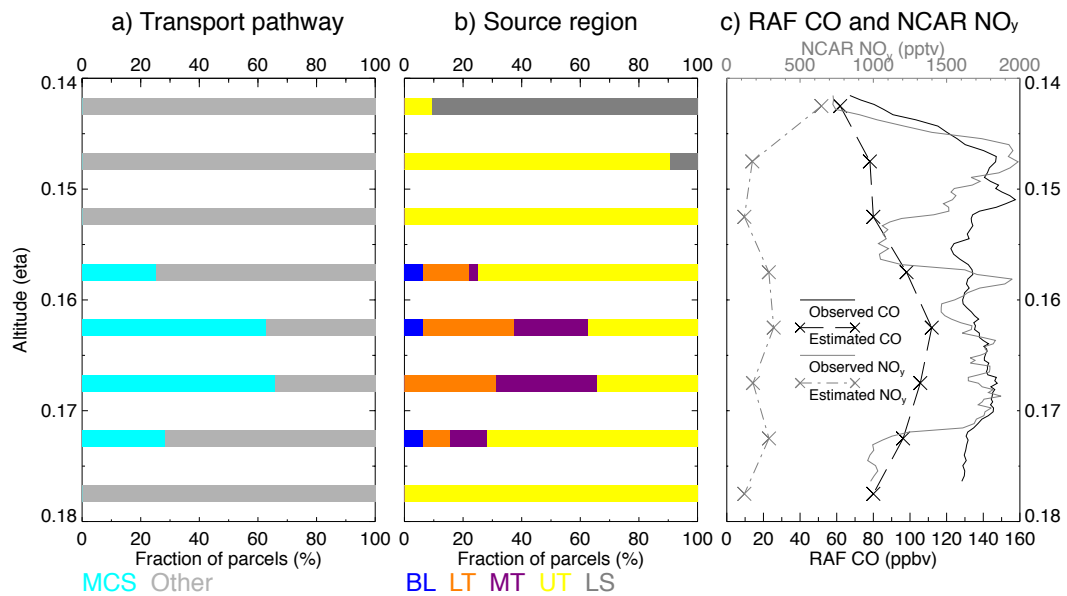 a) Transport pathway
b) Source region
c) RAF CO and NCAR NOy
NCAR NOy (pptv)
0 20 40 60 80 100
0 20 40 60 80 100
0 500 1000 1500 2000
0.14
0.15
0.16
0.17
0.18
Altitude (eta)
0.14
0.15
0.16
0.17
0.18
Observed CO
Estimated CO
Observed NOy
Estimated NOy
0 20 40 60 80 100
0 20 40 60 80 100
0 20 40 60 80 100 120 140 160
Fraction of parcels (%)
Fraction of parcels (%)
RAF CO (ppbv)
MCS Other
BL LT MT UT LS